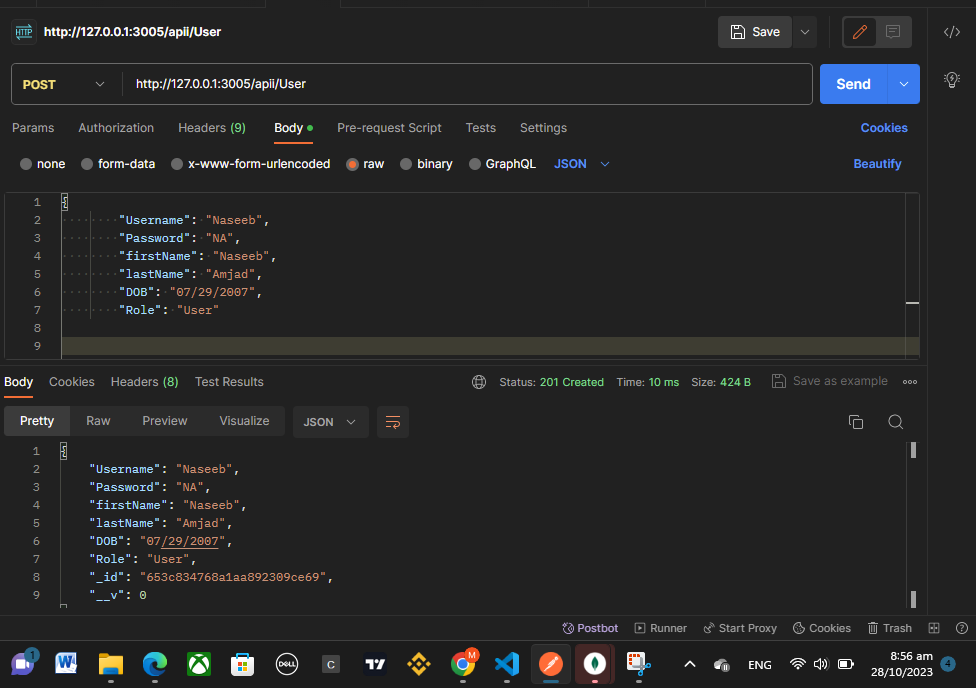 HTTP http://127.0.0.1:3005/apii/User Save
POST http://127.0.0.1:3005/apii/User Send
Params Authorization Headers (9) Body Pre-request Script Tests Settings Cookies
none form-data x-www-form-urlencoded raw binary GraphQL JSON Beautify
1 {
2 "Username": "Naseeb",
3 "Password": "NA",
4 "firstName": "Naseeb",
5 "lastName": "Amjad",
6 "DOB": "07/29/2007",
7 "Role": "User"
8
9
Body Cookies Headers (8) Test Results Status: 201 Created Time: 10 ms Size: 424 B Save as example
Pretty Raw Preview Visualize JSON
1 {
2 "Username": "Naseeb",
3 "Password": "NA",
4 "firstName": "Naseeb",
5 "lastName": "Amjad",
6 "DOB": "07/29/2007",
7 "Role": "User",
8 "_id": "653c834768a1aa892309ce69",
9 "__v": 0
Postbot Runner Start Proxy Cookies Trash
1 W DELL C M ENG 8:56 am 4
28/10/2023